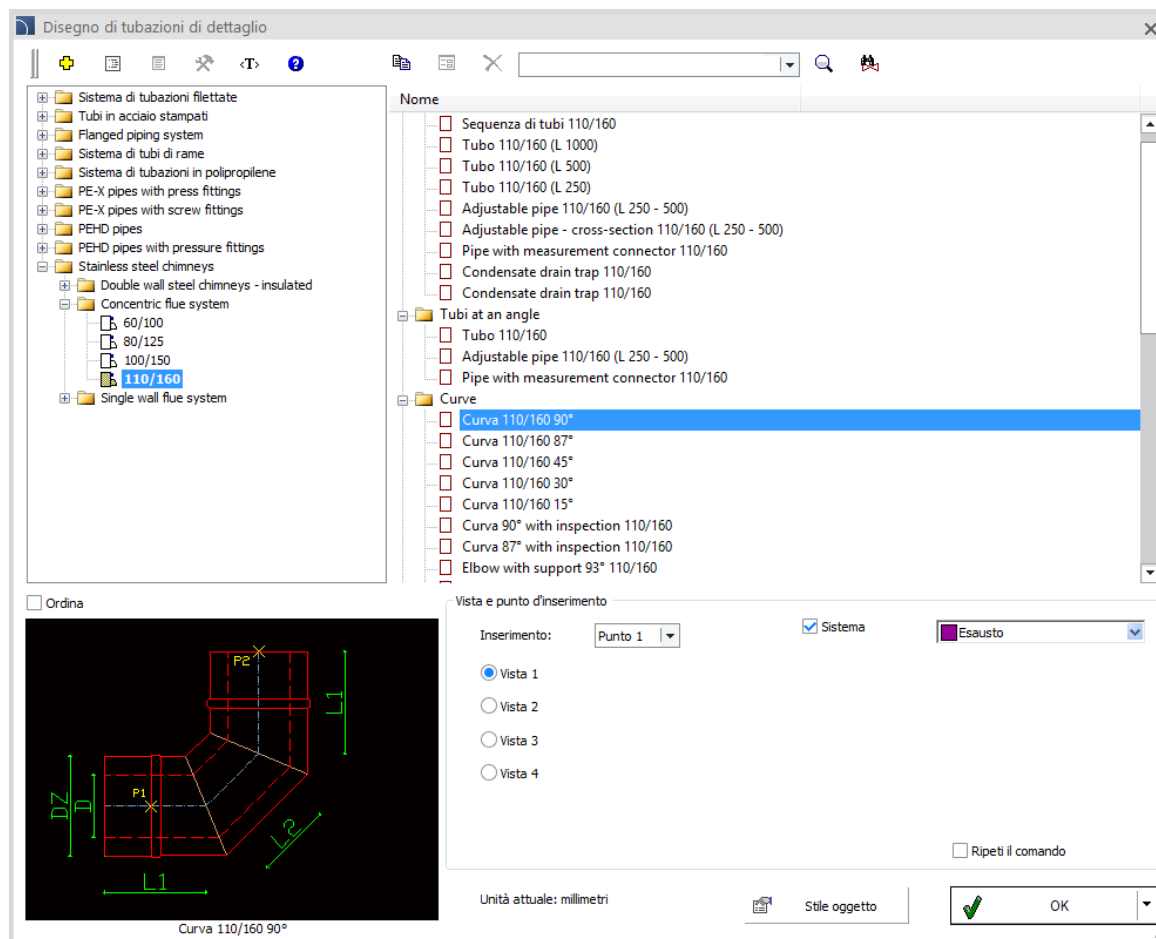 Disegno di tubazioni di dettaglio
‹T›
?
Sistema di tubazioni filettate
Tubi in acciaio stampati
Flanged piping system
Sistema di tubi di rame
Sistema di tubazioni in polipropilene
PE-X pipes with press fittings
PE-X pipes with screw fittings
PEHD pipes
PEHD pipes with pressure fittings
Stainless steel chimneys
Double wall steel chimneys - insulated
Concentric flue system
60/100
80/125
100/150
110/160
Single wall flue system
Nome
Sequenza di tubi 110/160
Tubo 110/160 (L 1000)
Tubo 110/160 (L 500)
Tubo 110/160 (L 250)
Adjustable pipe 110/160 (L 250 - 500)
Adjustable pipe - cross-section 110/160 (L 250 - 500)
Pipe with measurement connector 110/160
Condensate drain trap 110/160
Condensate drain trap 110/160
Tubi at an angle
Tubo 110/160
Adjustable pipe 110/160 (L 250 - 500)
Pipe with measurement connector 110/160
Curve
Curva 110/160 90°
Curva 110/160 87°
Curva 110/160 45°
Curva 110/160 30°
Curva 110/160 15°
Curva 90° with inspection 110/160
Curva 87° with inspection 110/160
Elbow with support 93° 110/160
Ordina
P2
L1
P1
DZ
D
L2
L1
Curva 110/160 90°
Vista e punto d'inserimento
Inserimento: Punto 1
Sistema
Esausto
Vista 1
Vista 2
Vista 3
Vista 4
Ripeti il comando
Unità attuale: millimetri
Stile oggetto
OK